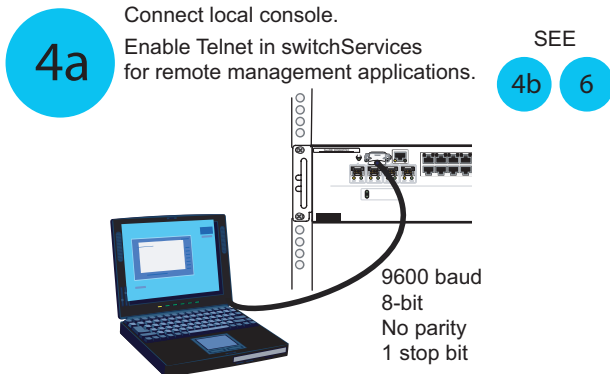 4a
Connect local console.
Enable Telnet in switchServices
for remote management applications.
SEE
4b 6
9600 baud
8-bit
No parity
1 stop bit